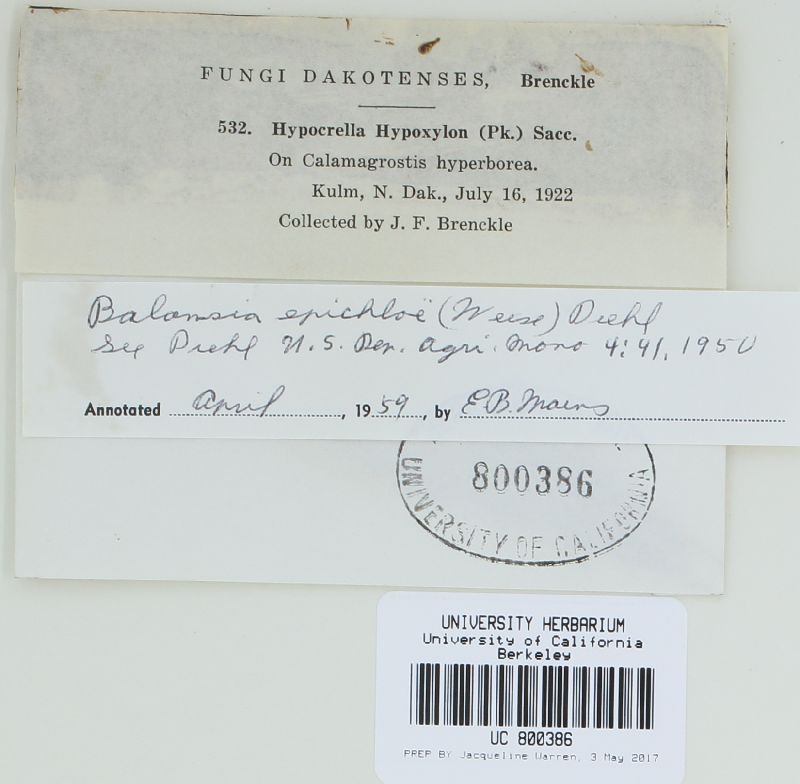 FUNGI DAKOTENSES, Brenckle
532. Hypocrella Hypoxylon (Pk.) Sacc.
On Calamagrostis hyperborea.
Kulm, N. Dak., July 16, 1922
Collected by J. F. Brenckle
Balansia epichloë (Weese) Diehl
See Diehl U.S. Dep. Agri. Mono 4:41, 1950
Annotated April, 1959, by E B. Mains
800386
UNIVERSITY OF CALIFORNIA
UNIVERSITY HERBARIUM
University of California
Berkeley
UC 800386
PREP BY Jacqueline Warren, 3 May 2017